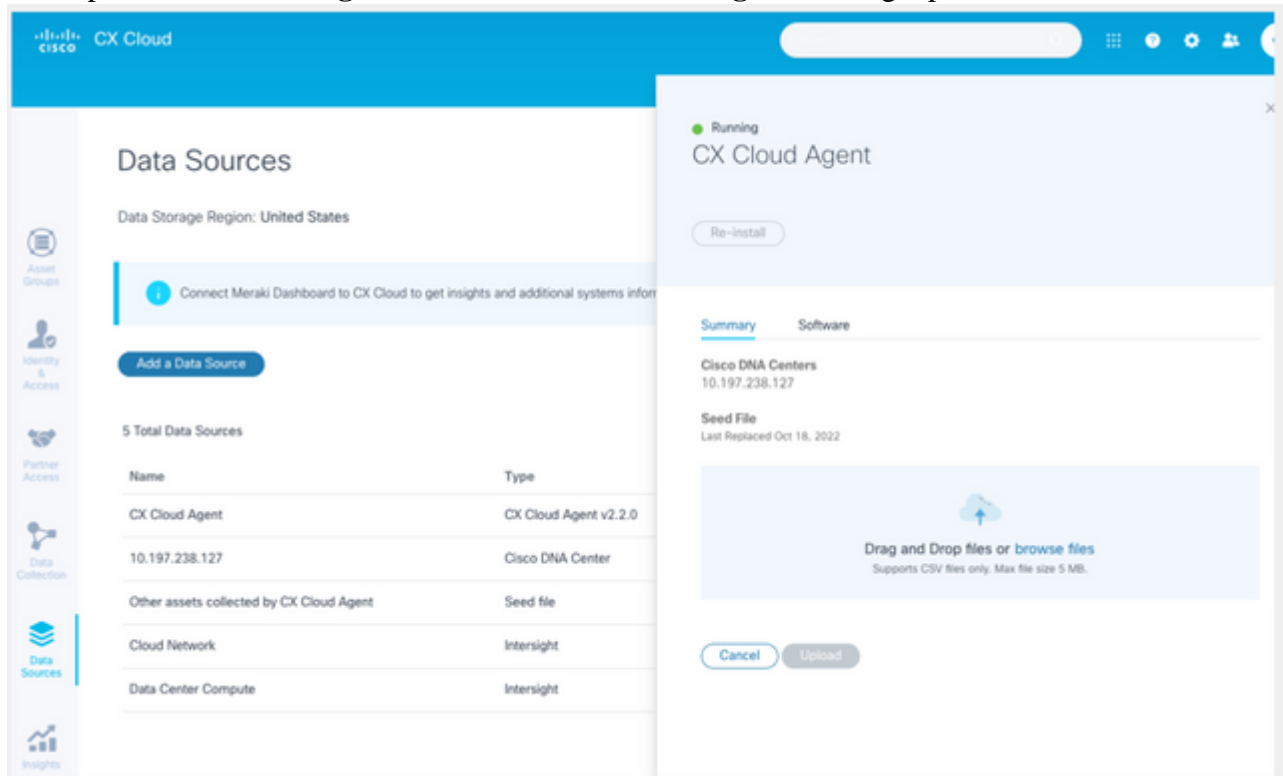 CISCO
CX Cloud
Data Sources
Data Storage Region: United States
Connect Meraki Dashboard to CX Cloud to get insights and additional systems infor
Add a Data Source
5 Total Data Sources
Name Type
CX Cloud Agent CX Cloud Agent v2.2.0
10.197.238.127 Cisco DNA Center
Other assets collected by CX Cloud Agent Seed file
Cloud Network Intersight
Data Center Compute Intersight
Asset
Groups
Identity
&
Access
Partner
Access
Data
Collection
Data
Sources
Insights
Running
CX Cloud Agent
Re-install
Summary Software
Cisco DNA Centers
10.197.238.127
Seed File
Last Replaced Oct 18, 2022
Drag and Drop files or browse files
Supports CSV files only. Max file size 5 MB.
Cancel Upload